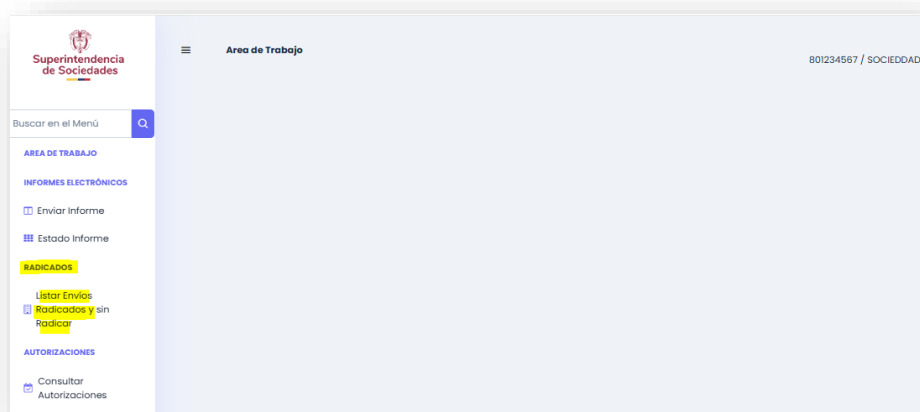 Superintendencia
de Sociedades
Area de Trabajo
801234567 / SOCIEDDAD
Buscar en el Menú
AREA DE TRABAJO
INFORMES ELECTRÓNICOS
Enviar Informe
Estado Informe
RADICADOS
Listar Envíos
Radicados y sin
Radicar
AUTORIZACIONES
Consultar
Autorizaciones